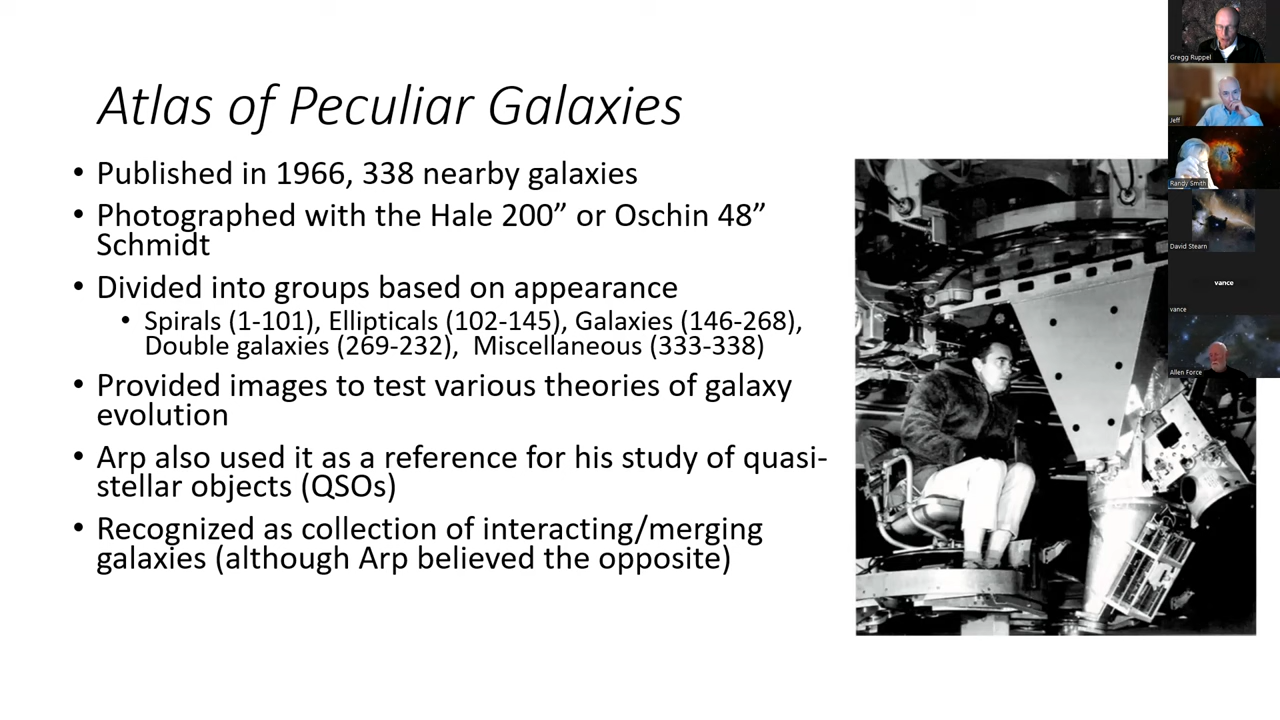 Atlas of Peculiar Galaxies
• Published in 1966, 338 nearby galaxies
• Photographed with the Hale 200” or Oschin 48”
Schmidt
• Divided into groups based on appearance
• Spirals (1-101), Ellipticals (102-145), Galaxies (146-268),
Double galaxies (269-232),  Miscellaneous (333-338)
• Provided images to test various theories of galaxy
evolution
• Arp also used it as a reference for his study of quasi-
stellar objects (QSOs)
• Recognized as collection of interacting/merging
galaxies (although Arp believed the opposite)
Gregg Ruppel
Jeff
Randy Smith
David Stearn
vance
vance
Allen Force